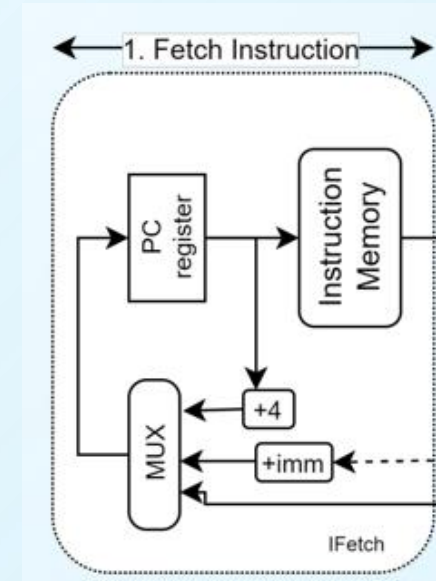 1. Fetch Instruction
PC
register
Instruction
Memory
+4
MUX
+imm
IFetch